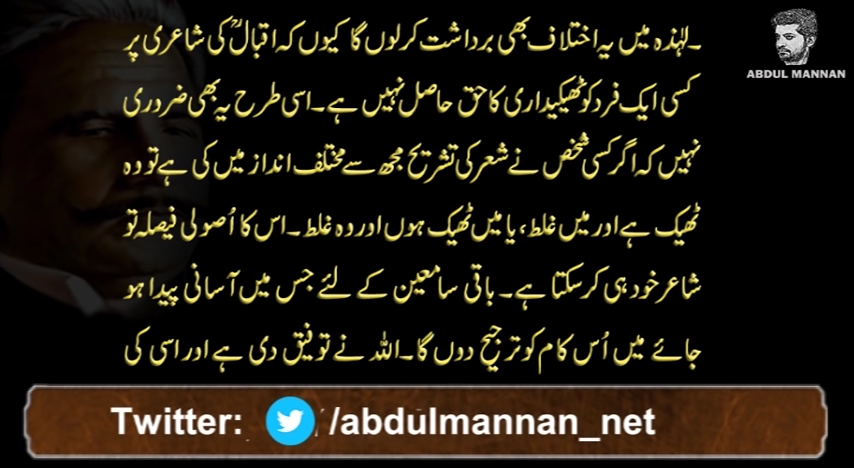 ABDUL MANNAN
۔لہٰذہ میں یہ اختلاف بھی برداشت کرلوں گا کیوں کہ اقبالؒ کی شاعری پر
کسی ایک فرد کو ٹھیکیداری کا حق حاصل نہیں ہے۔ اسی طرح یہ بھی ضروری
نہیں کہ اگر کسی شخص نے شعر کی تشریح مجھ سے مختلف انداز میں کی ہے تو وہ
ٹھیک ہے اور میں غلط، یا میں ٹھیک ہوں اور وہ غلط۔ اس کا اُصولی فیصلہ تو
شاعر خود ہی کرسکتا ہے۔ باقی سامعین کے لئے جس میں آسانی پیدا ہو
جائے میں اُس کام کو ترجیح دوں گا۔اللہ نے توفیق دی ہے اور اسی کی
Twitter: /abdulmannan_net